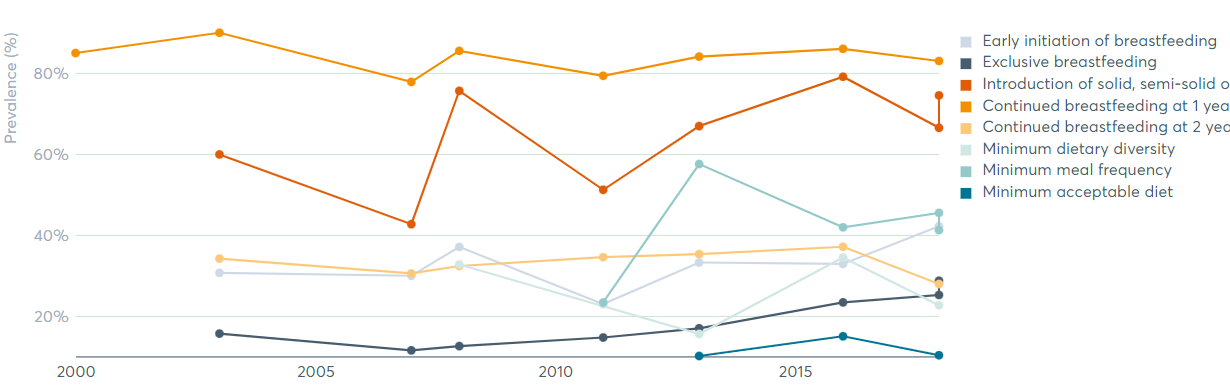 Prevalence (%)
80%
60%
40%
20%
2000
2005
2010
2015
Early initiation of breastfeeding
Exclusive breastfeeding
Introduction of solid, semi-solid o
Continued breastfeeding at 1 yea
Continued breastfeeding at 2 yea
Minimum dietary diversity
Minimum meal frequency
Minimum acceptable diet